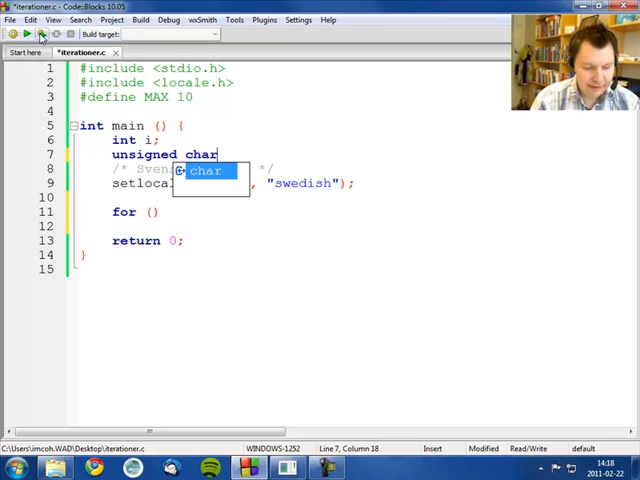 *iterationer.c - Code::Blocks 10.05
File Edit View Search Project Build Debug wxSmith Tools Plugins Settings Help
Build target:
Start here *iterationer.c
1 #include <stdio.h>
2 #include <locale.h>
3 #define MAX 10
4
5 int main () {
6 int i;
7 unsigned char
char
8 /* Svens */
9 setlocal , "swedish");
10
11 for ()
12
13 return 0;
14 }
15
C:\Users\imcoh.WAD\Desktop\iterationer.c WINDOWS-1252 Line 7, Column 18 Insert Modified Read/Write default
14:18
2011-02-22